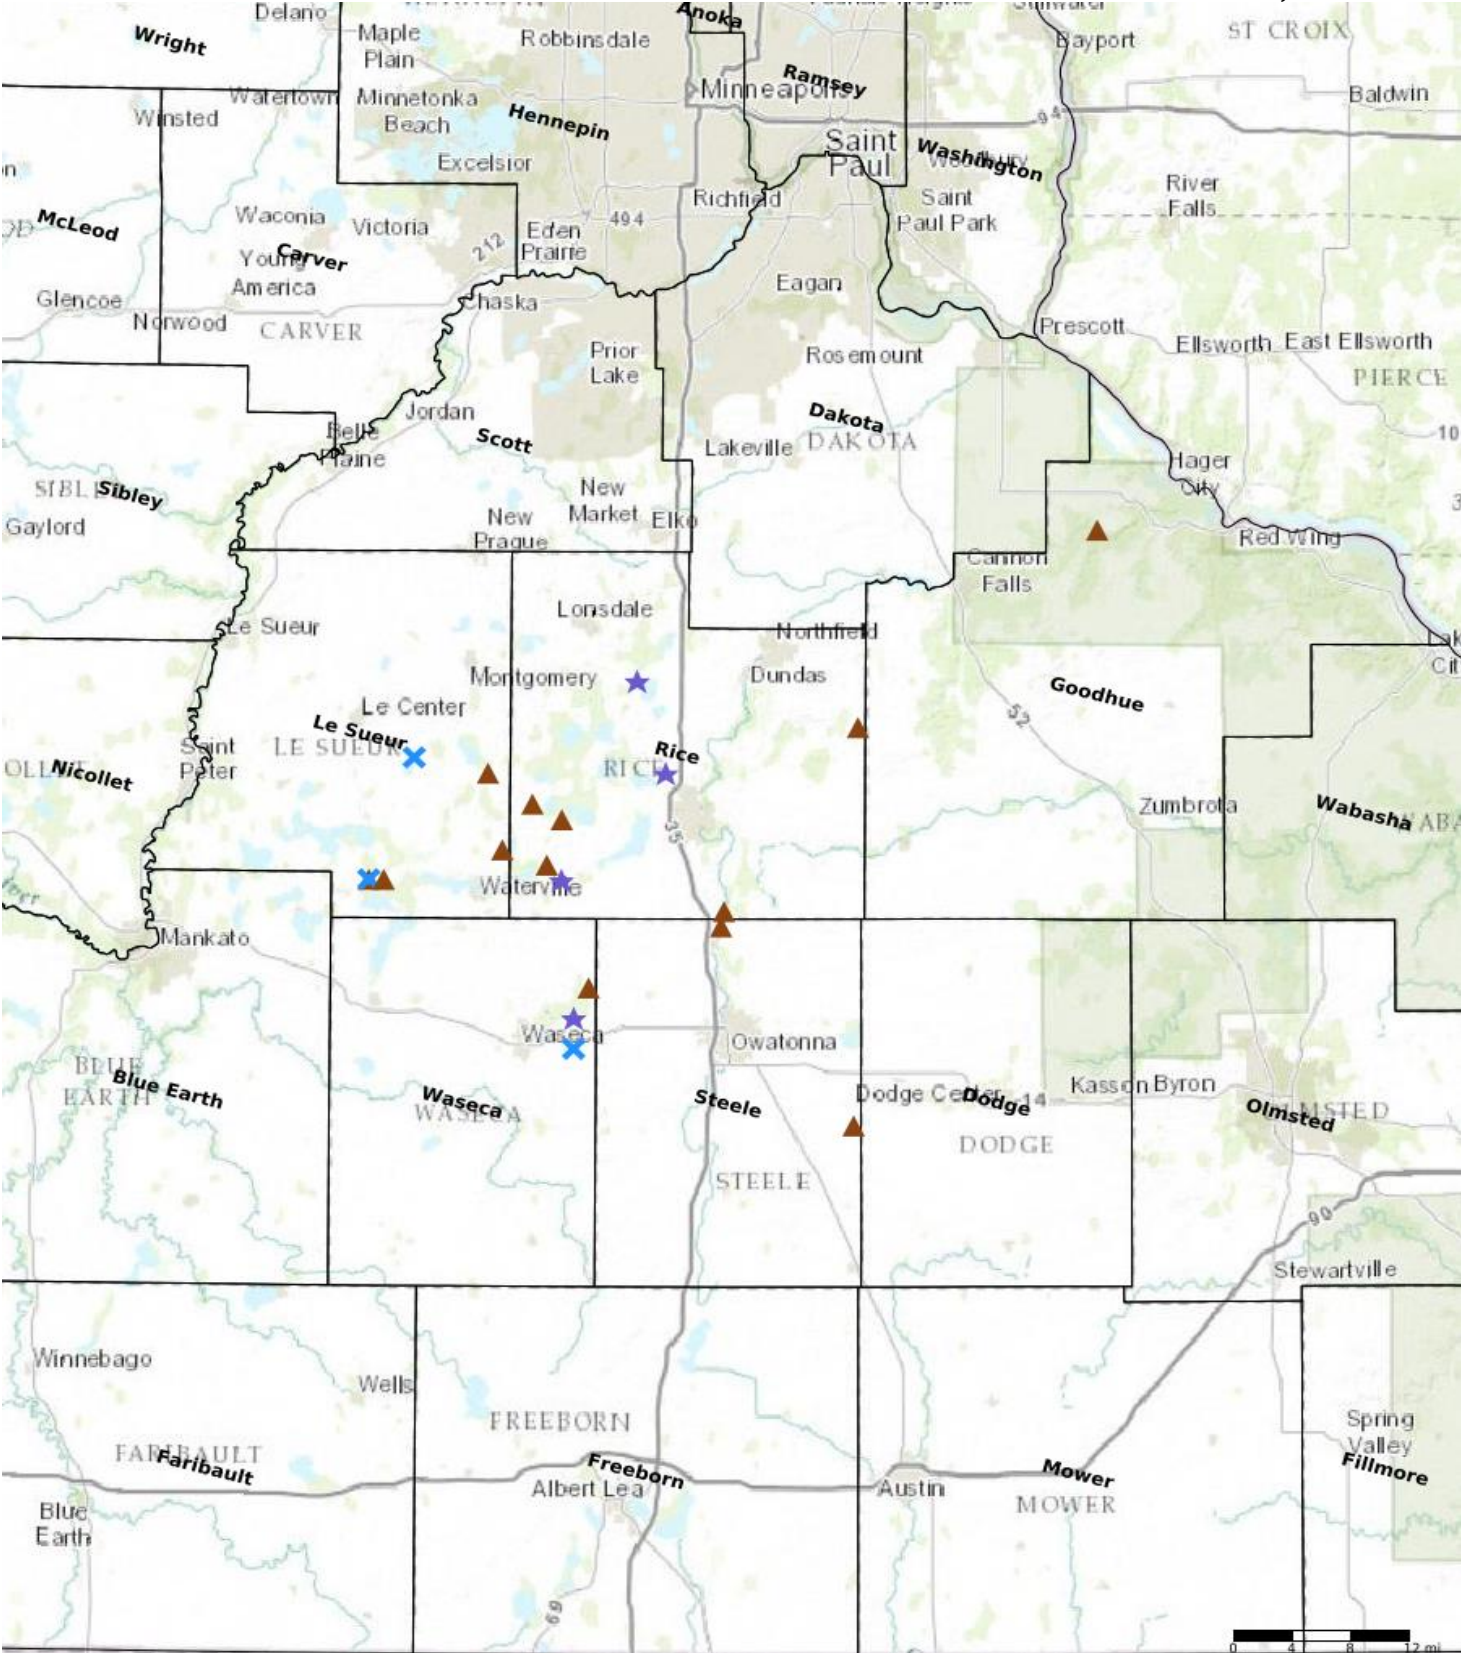 Delano
Anoka
Wright
Maple
Plain
Robbinsdale
Bayport
ST CROIX
Watertown
Minnetonka
Beach
Minneapolis
Ramsey
Baldwin
Winsted
Hennepin
94
Saint
Paul
Excelsior
Washington
McLeod
Waconia
Victoria
Richfield
Saint
Paul Park
River
Falls
494
212
Eden
Prairie
Carver
Young
America
Eagan
Glencoe
Chaska
Norwood
CARVER
Prescott
Prior
Lake
Rosemount
Ellsworth
East Ellsworth
PIERCE
Jordan
Dakota
Belle
Plaine
Scott
Lakeville
DAKOTA
10
Hager
City
Sibley
New
Market
Gaylord
New
Prague
Elko
Red Wing
Cannon
Falls
Lonsdale
Le Sueur
Northfield
Lak
Cit
Montgomery
Dundas
Goodhue
Le Center
52
Le Sueur
LE SUEUR
Saint
Peter
Rice
RICE
Nicollet
Zumbrota
Wabasha
35
Waterville
Mankato
Waseca
Owatonna
BLUE
EARTH
Blue Earth
Waseca
WASECA
Steele
Dodge Center
Dodge
14
Kasson
Byron
Olmsted
OLMSTED
DODGE
STEELE
90
Stewartville
Winnebago
Wells
FREEBORN
Spring
Valley
FARIBAULT
Faribault
Freeborn
Albert Lea
Mower
Fillmore
Austin
MOWER
Blue
Earth
69
0 4 8 12 mi